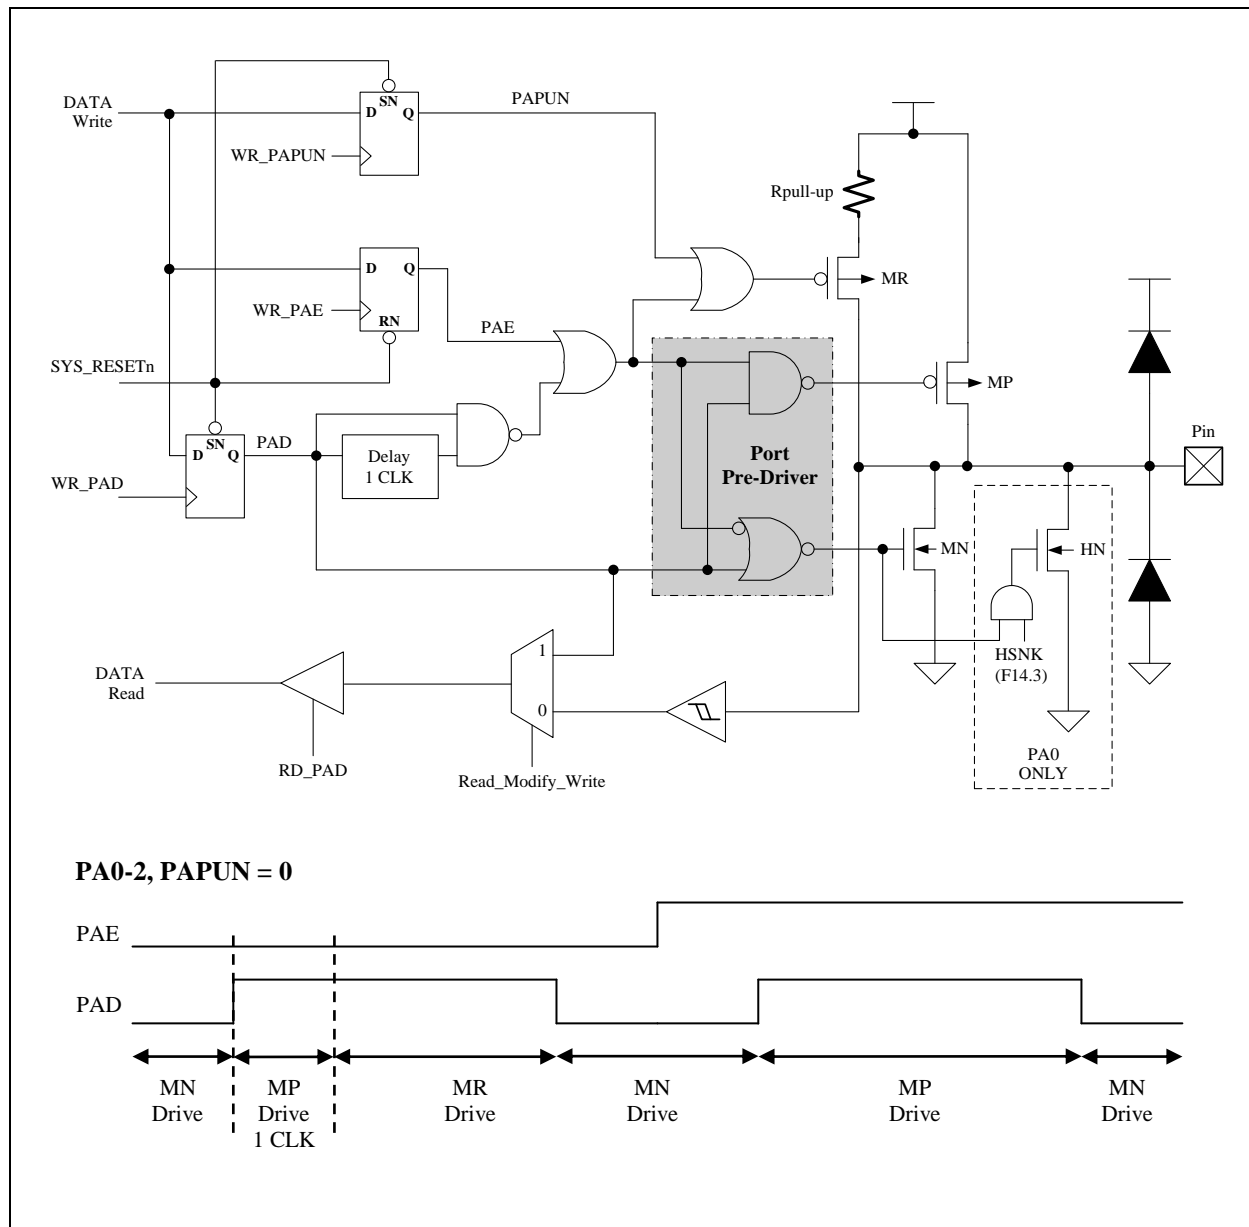 DATA
Write
SN
D
Q
PAPUN
WR_PAPUN
Rpull-up
D
Q
MR
WR_PAE
RN
PAE
SYS_RESETn
MP
SN
D
Q
PAD
Delay
1 CLK
Port
Pre-Driver
Pin
WR_PAD
MN
HN
HSNK
(F14.3)
DATA
Read
1
0
RD_PAD
Read_Modify_Write
PA0
ONLY
PA0-2, PAPUN = 0
PAE
PAD
MN
Drive
MP
Drive
1 CLK
MR
Drive
MN
Drive
MP
Drive
MN
Drive